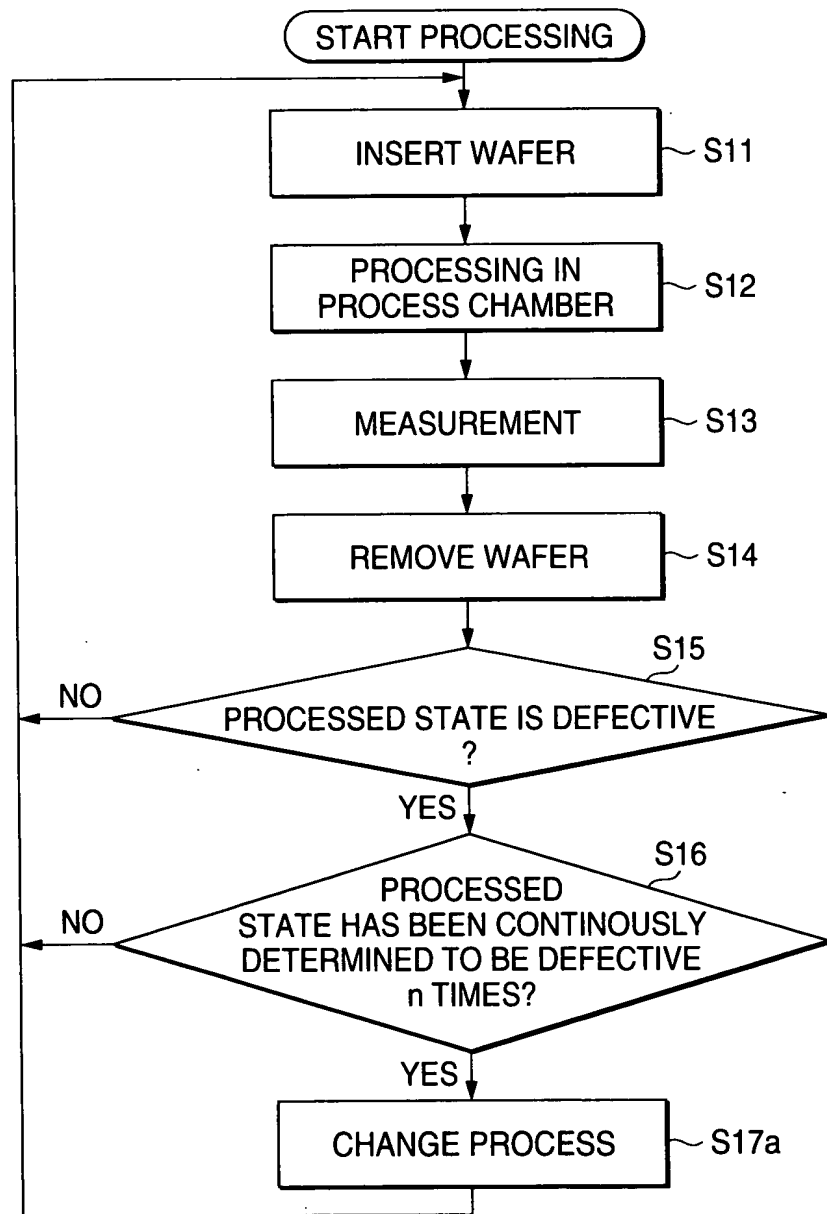 START PROCESSING
INSERT WAFER
S11
PROCESSING IN
PROCESS CHAMBER
S12
MEASUREMENT
S13
REMOVE WAFER
S14
S15
NO
PROCESSED STATE IS DEFECTIVE
?
YES
S16
NO
PROCESSED
STATE HAS BEEN CONTINOUSLY
DETERMINED TO BE DEFECTIVE
n TIMES?
YES
CHANGE PROCESS
S17a